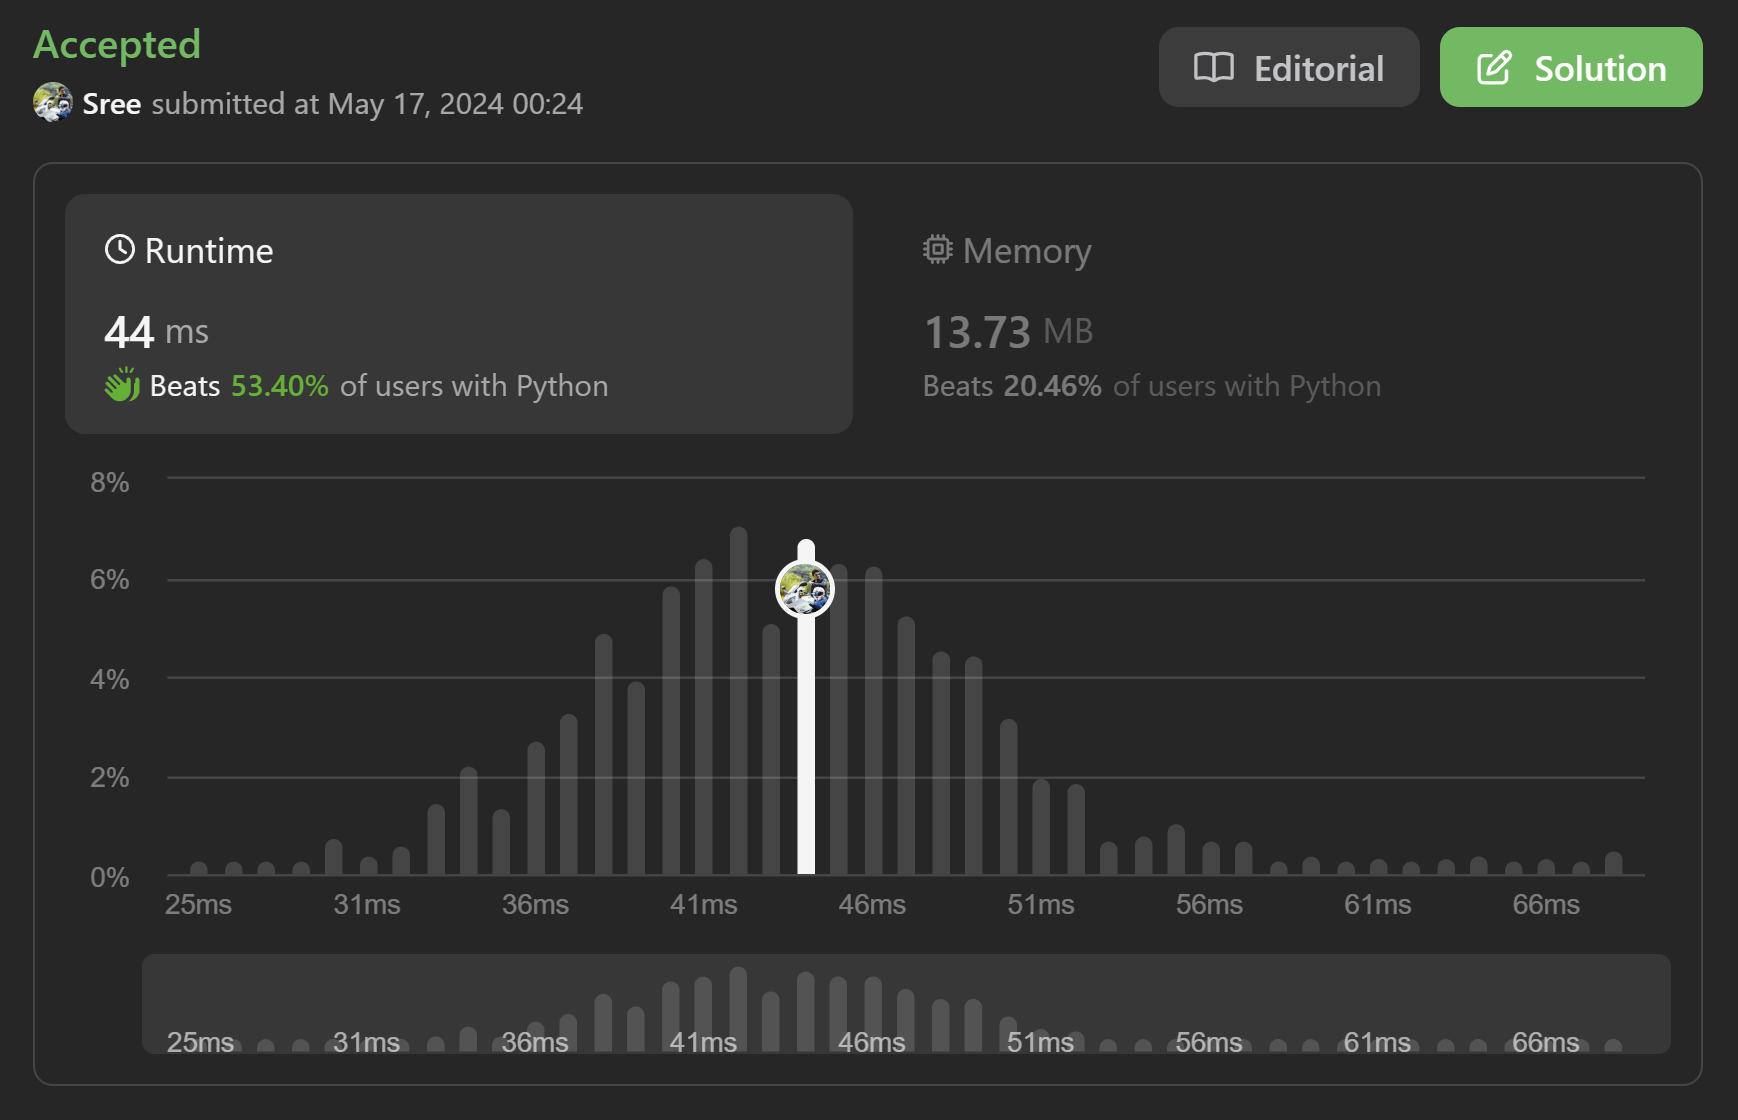 Accepted
Sree submitted at May 17, 2024 00:24
Editorial
Solution
Runtime
44 ms
Beats 53.40% of users with Python
Memory
13.73 MB
Beats 20.46% of users with Python
8%
6%
4%
2%
0%
25ms 31ms 36ms 41ms 46ms 51ms 56ms 61ms 66ms
25ms 31ms 36ms 41ms 46ms 51ms 56ms 61ms 66ms